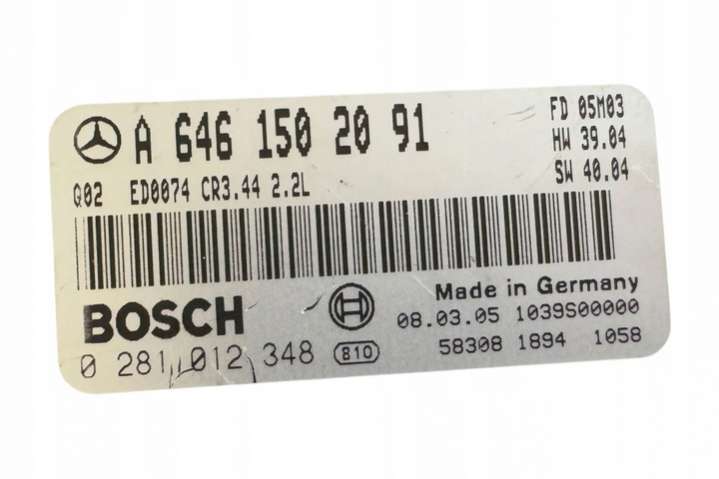 A 646 150 20 91
FD 05M03
HW 39.04
SW 40.04
Q02 ED0074 CR3.44 2.2L
BOSCH
Made in Germany
08.03.05 1039S00000
0 281 012 348 810
58308 1894 1058